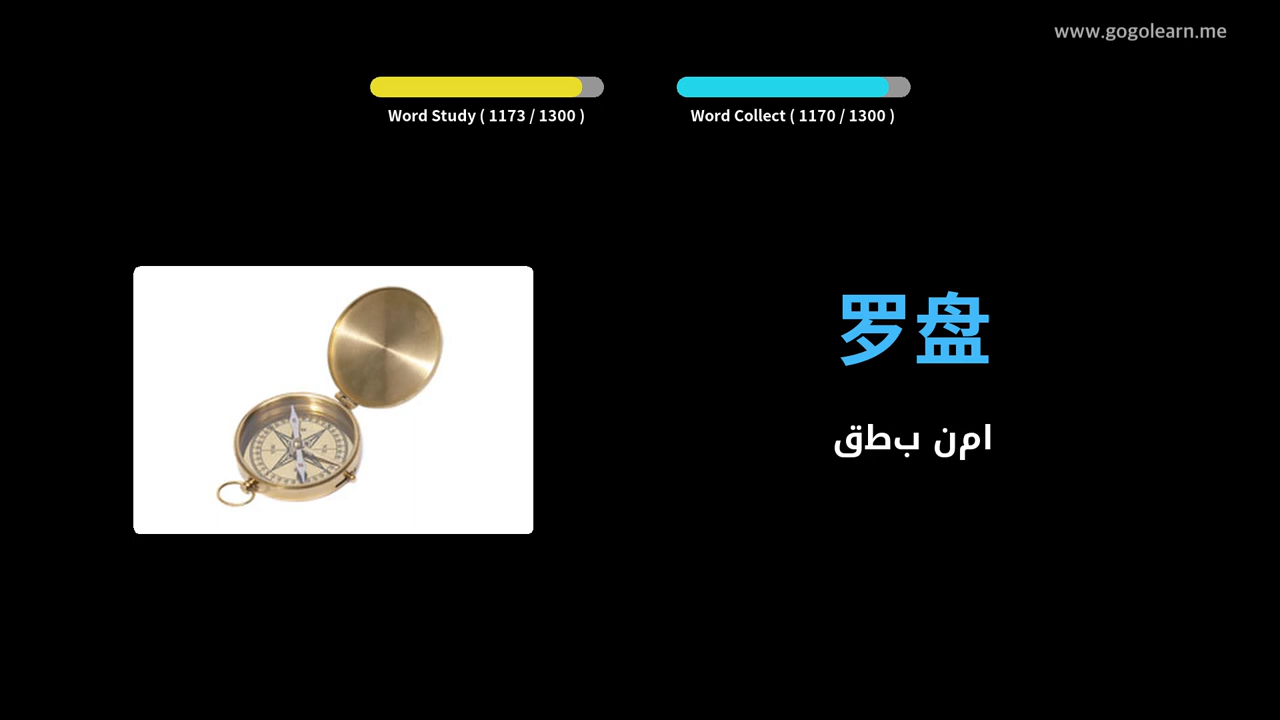 www.gogolearn.me
Word Study ( 1173 / 1300 )
Word Collect ( 1170 / 1300 )
罗盘
امن بطق